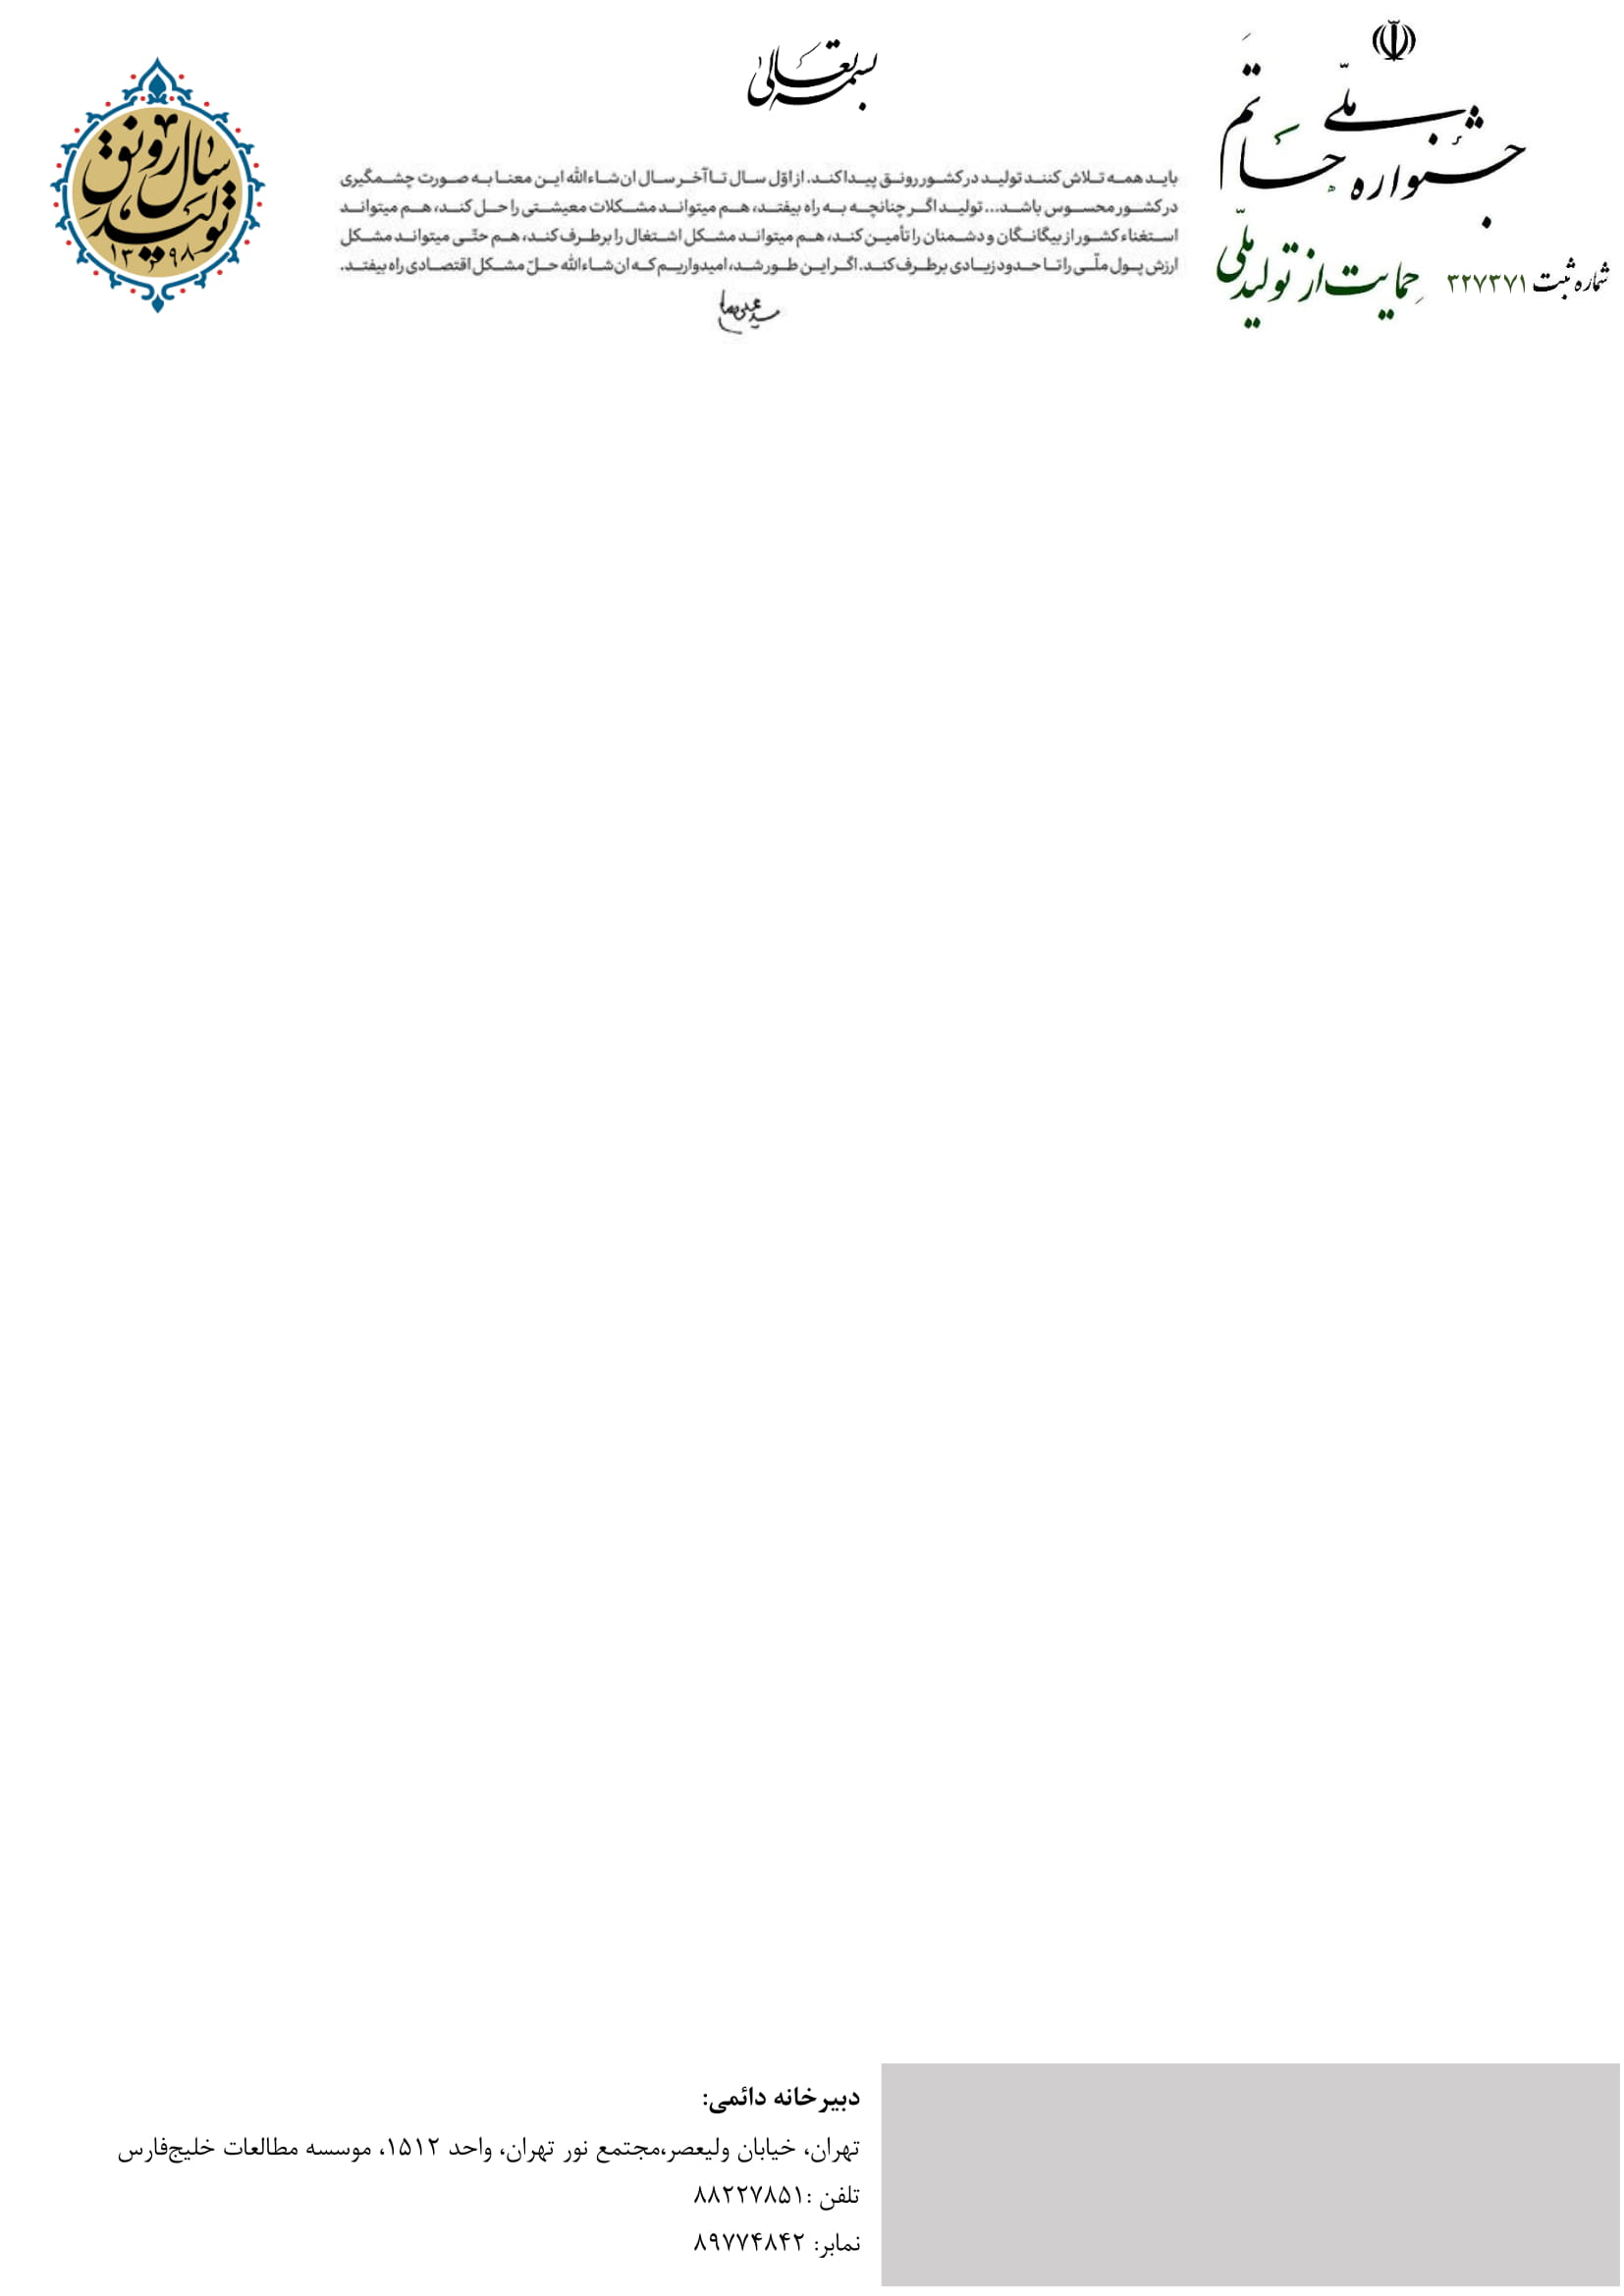 بسمه تعالی
جشنواره ملّی حاتم
حمایت از تولید ملّی
شماره ثبت ۳۲۷۳۷۱
سال رونق
تولید
۱۳۹۸
باید همه تلاش کنند تولید در کشور رونق پیدا کند. از اوّل سال تا آخر سال ان‌شاءالله این معنا به صورت چشمگیری
در کشور محسوس باشد... تولید اگر چنانچه به راه بیفتد، هم میتواند مشکلات معیشتی را حل کند، هم میتواند
استغناء کشور از بیگانگان و دشمنان را تأمین کند، هم میتواند مشکل اشتغال را برطرف کند، هم حتّی میتواند مشکل
ارزش پول ملّی را تا حدود زیادی برطرف کند. اگر این طور شد، امیدواریم که ان‌شاءالله حلّ مشکل اقتصادی راه بیفتد.
دبیرخانه دائمی:
تهران، خیابان ولیعصر،مجتمع نور تهران، واحد ۱۵۱۲، موسسه مطالعات خلیج‌فارس
تلفن :۸۸۲۲۷۸۵۱
نمابر: ۸۹۷۷۴۸۴۲